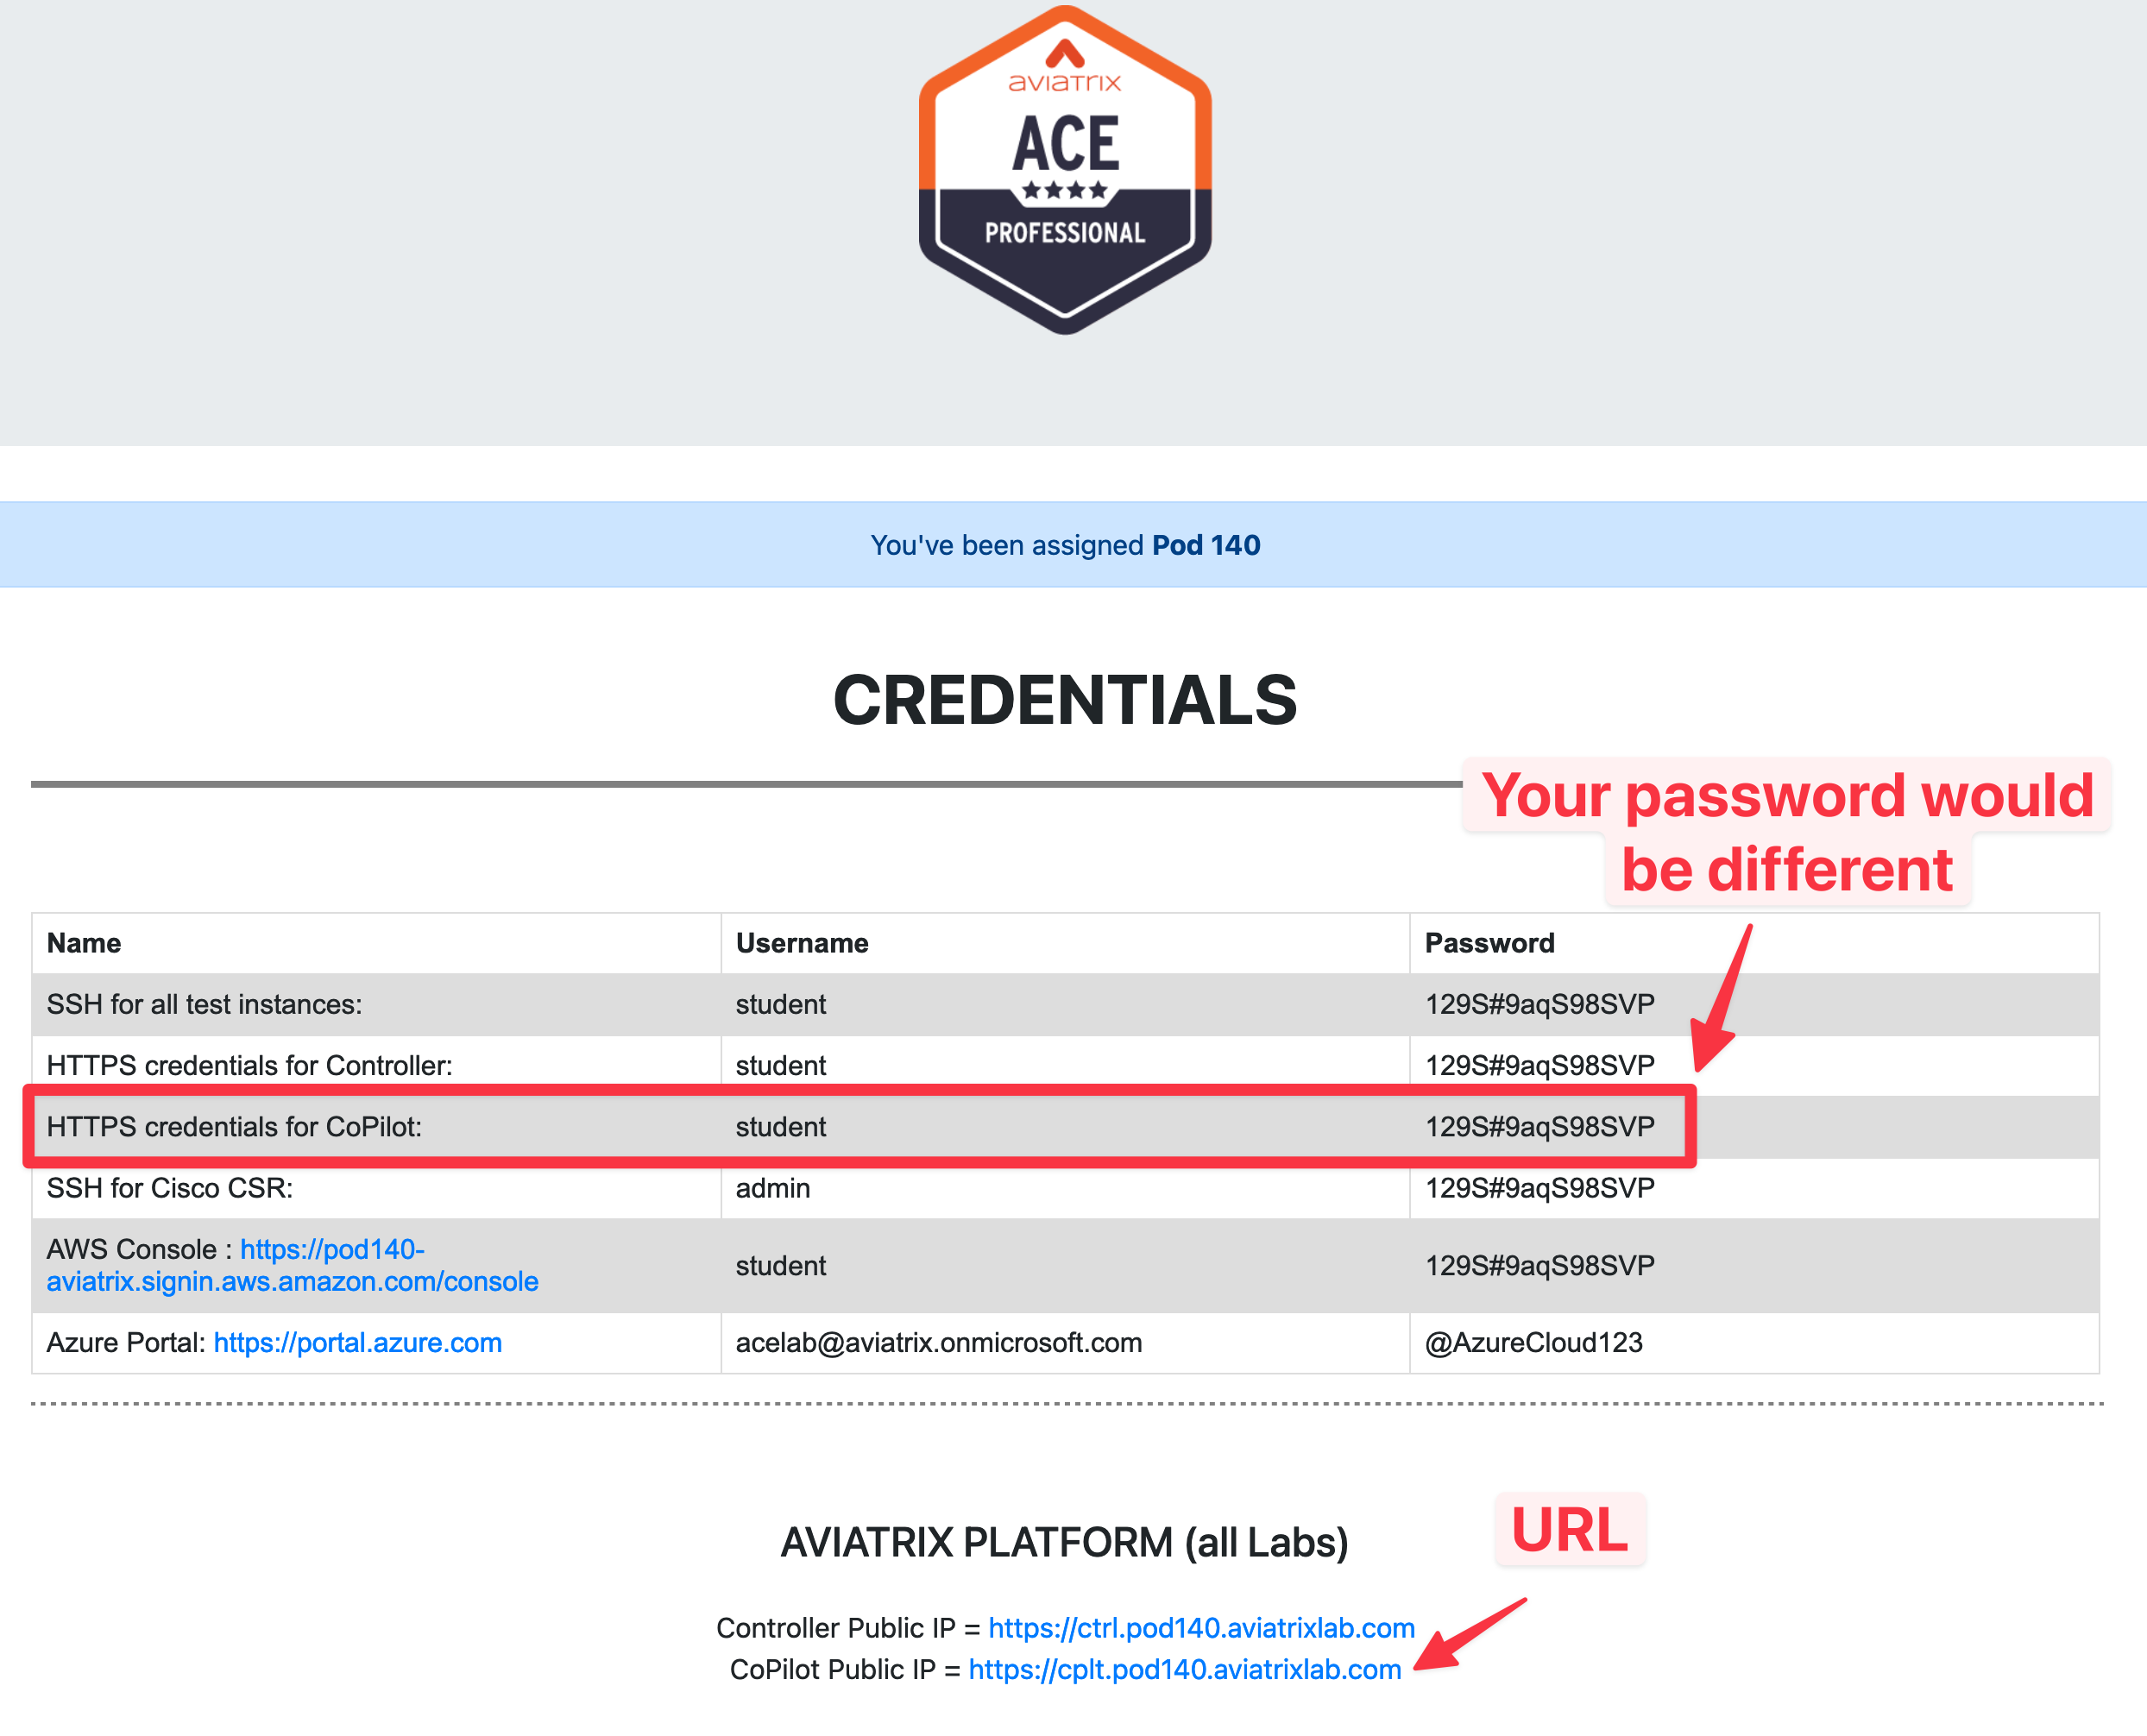 aviatrix
ACE
PROFESSIONAL
You've been assigned Pod 140
CREDENTIALS
Your password would
be different
Name Username Password
SSH for all test instances: student 129S#9aqS98SVP
HTTPS credentials for Controller: student 129S#9aqS98SVP
HTTPS credentials for CoPilot: student 129S#9aqS98SVP
SSH for Cisco CSR: admin 129S#9aqS98SVP
AWS Console : https://pod140-
aviatrix.signin.aws.amazon.com/console student 129S#9aqS98SVP
Azure Portal: https://portal.azure.com acelab@aviatrix.onmicrosoft.com @AzureCloud123
URL
AVIATRIX PLATFORM (all Labs)
Controller Public IP = https://ctrl.pod140.aviatrixlab.com
CoPilot Public IP = https://cplt.pod140.aviatrixlab.com